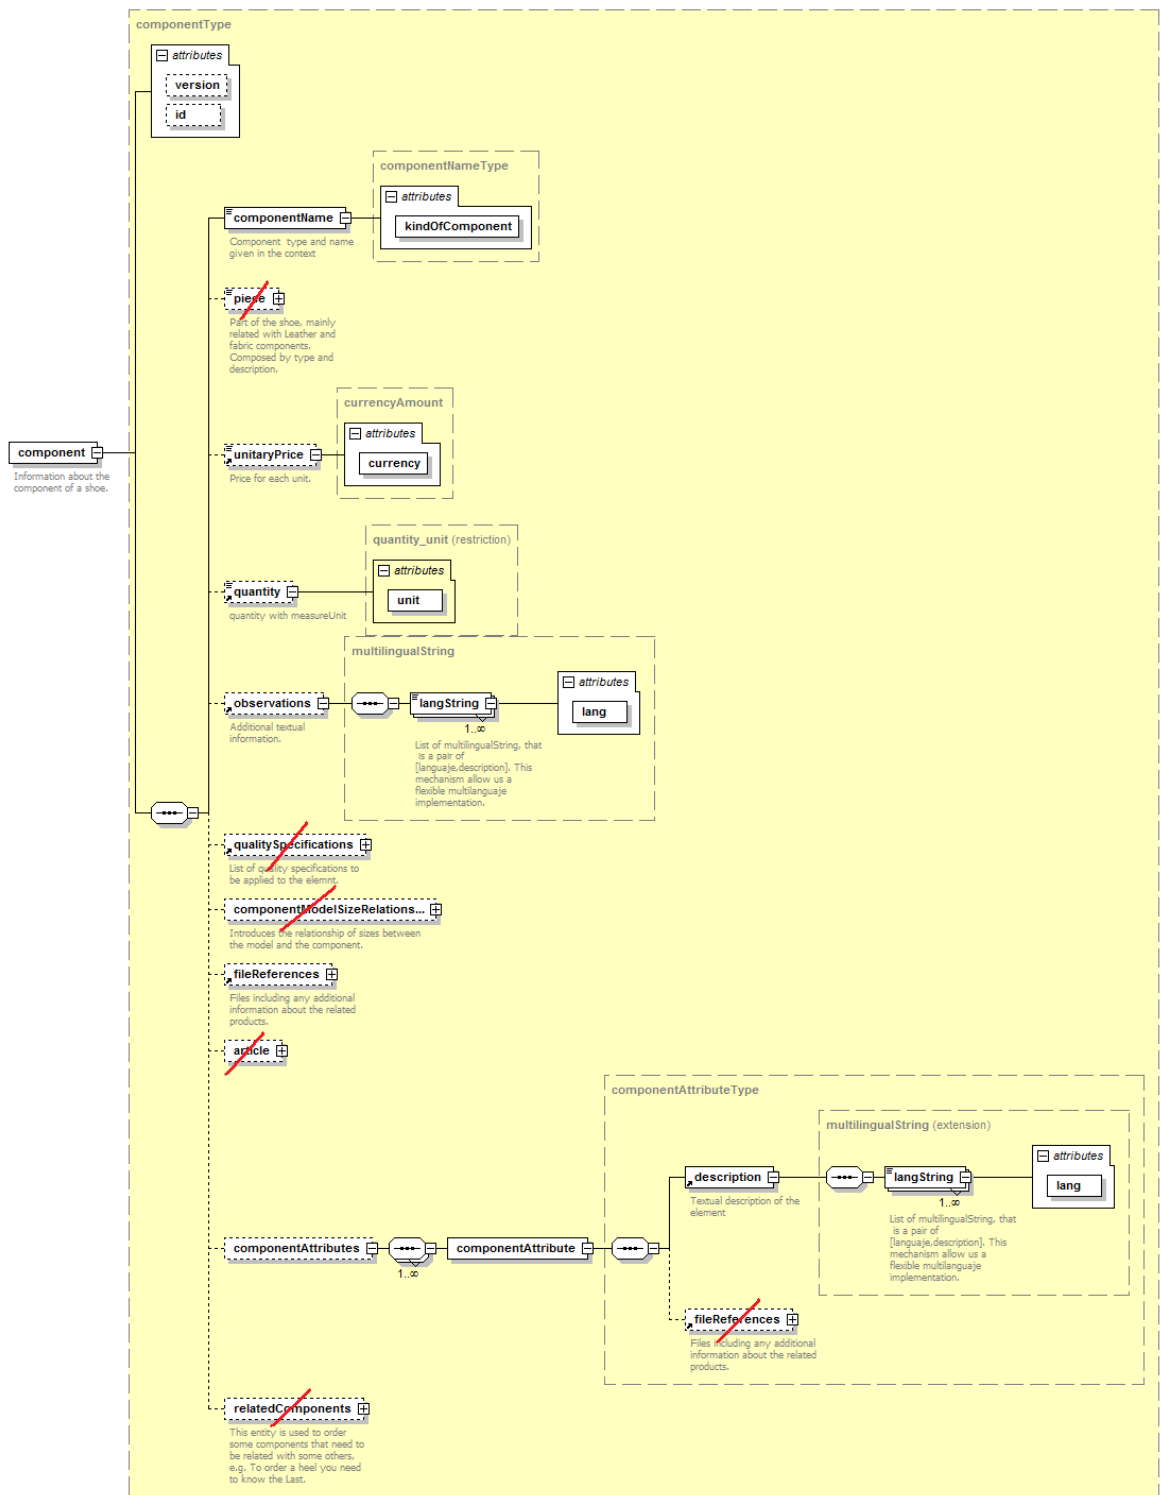 componentType
attributes
version
id
componentNameType
attributes
kindOfComponent
componentName
Component type and name
given in the context
piece
Part of the shoe, mainly
related with Leather and
fabric components.
Composed by type and
description.
currencyAmount
attributes
currency
unitaryPrice
Price for each unit.
component
Information about the
component of a shoe.
quantity_unit (restriction)
attributes
unit
quantity
quantity with measureUnit
multilingualString
attributes
lang
observations
langString
Additional textual
information.
1..∞
List of multilingualString, that
is a pair of
[languaje,description]. This
mechanism allow us a
flexible multilanguaje
implementation.
qualitySpecifications
List of quality specifications to
be applied to the elemnt.
componentModelSizeRelations...
Introduces the relationship of sizes between
the model and the component.
fileReferences
Files including any additional
information about the related
products.
article
componentAttributeType
multilingualString (extension)
attributes
lang
description
langString
Textual description of the
element
1..∞
List of multilingualString, that
is a pair of
[languaje,description]. This
mechanism allow us a
flexible multilanguaje
implementation.
componentAttributes
1..∞
componentAttribute
fileReferences
Files including any additional
information about the related
products.
relatedComponents
This entity is used to order
some components that need to
be related with some others,
e.g. To order a heel you need
to know the Last.